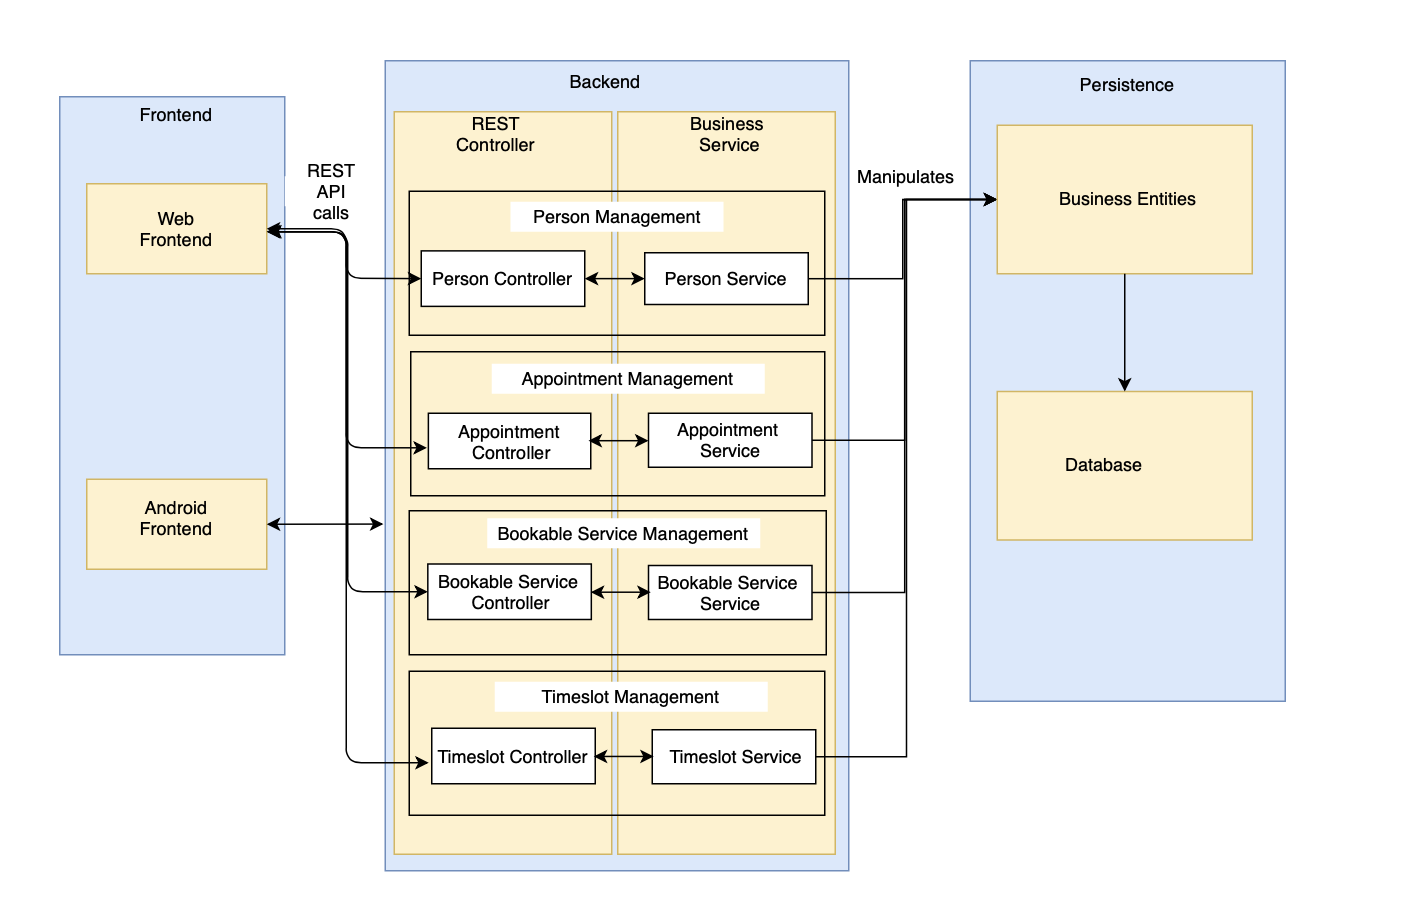 Frontend
Web
Frontend
Android
Frontend
REST
API
calls
Backend
REST
Controller
Business
Service
Person Management
Person Controller
Person Service
Appointment Management
Appointment
Controller
Appointment
Service
Bookable Service Management
Bookable Service
Controller
Bookable Service
Service
Timeslot Management
Timeslot Controller
Timeslot Service
Manipulates
Persistence
Business Entities
Database